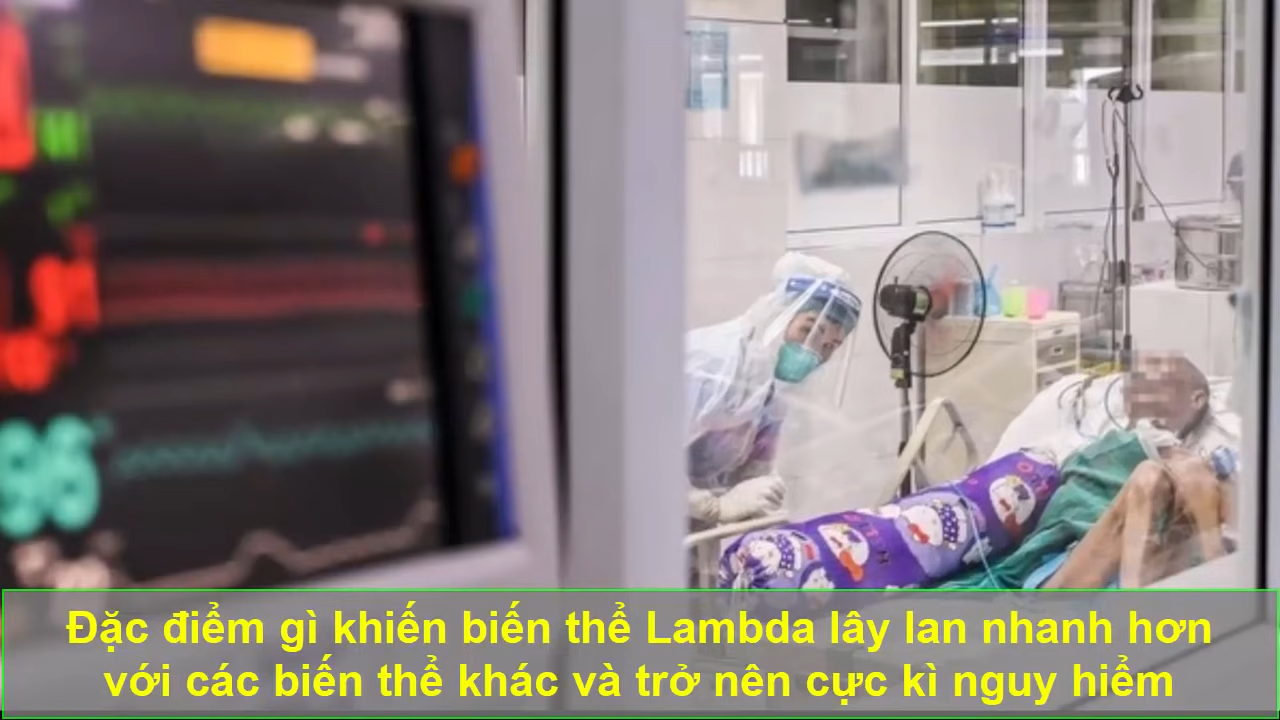 Đặc điểm gì khiến biến thể Lambda lây lan nhanh hơn
với các biến thể khác và trở nên cực kì nguy hiểm